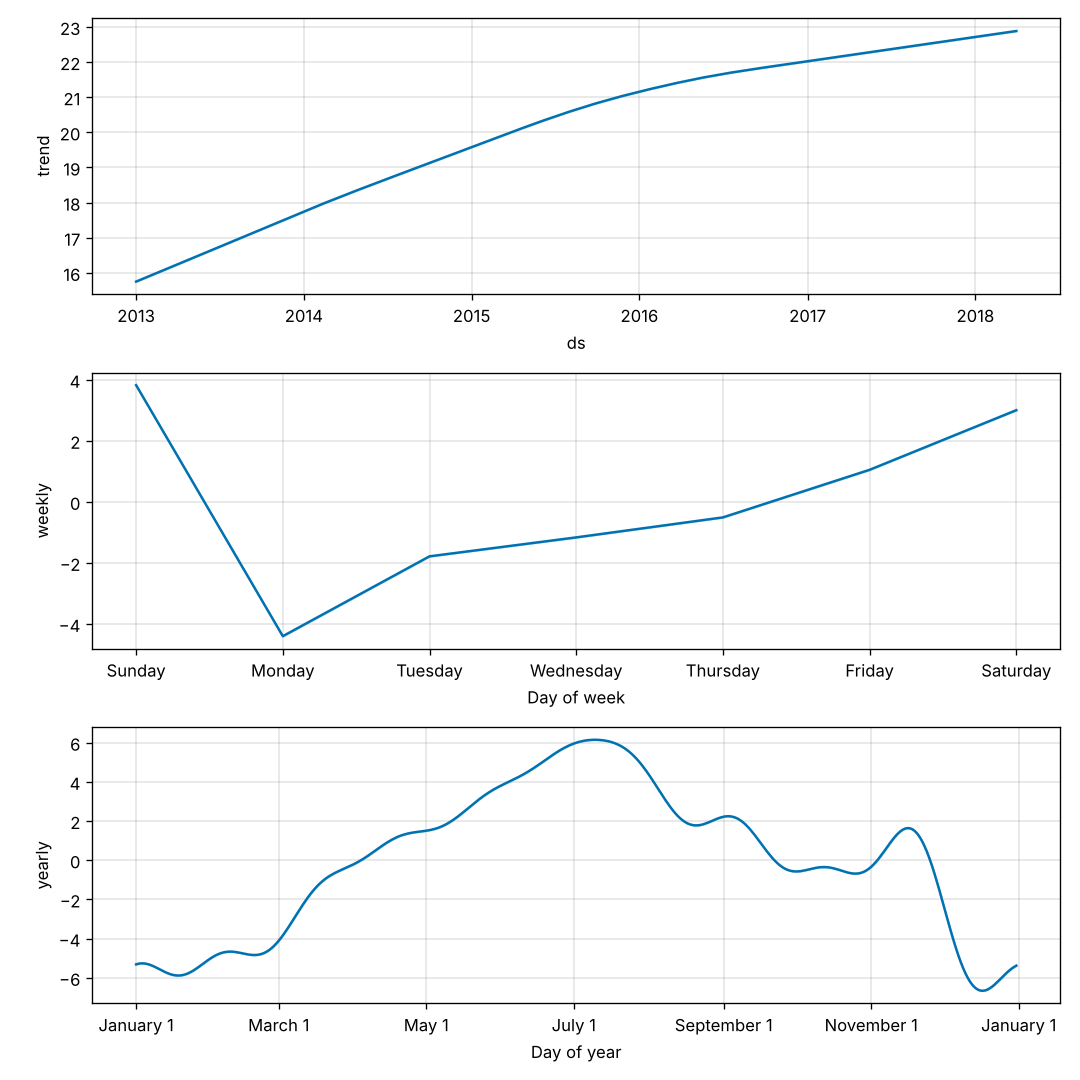 23
22
21
20
19
18
17
16
trend
2013 2014 2015 2016 2017 2018
ds
4
2
0
−2
−4
weekly
Sunday Monday Tuesday Wednesday Thursday Friday Saturday
Day of week
6
4
2
0
−2
−4
−6
yearly
January 1 March 1 May 1 July 1 September 1 November 1 January 1
Day of year